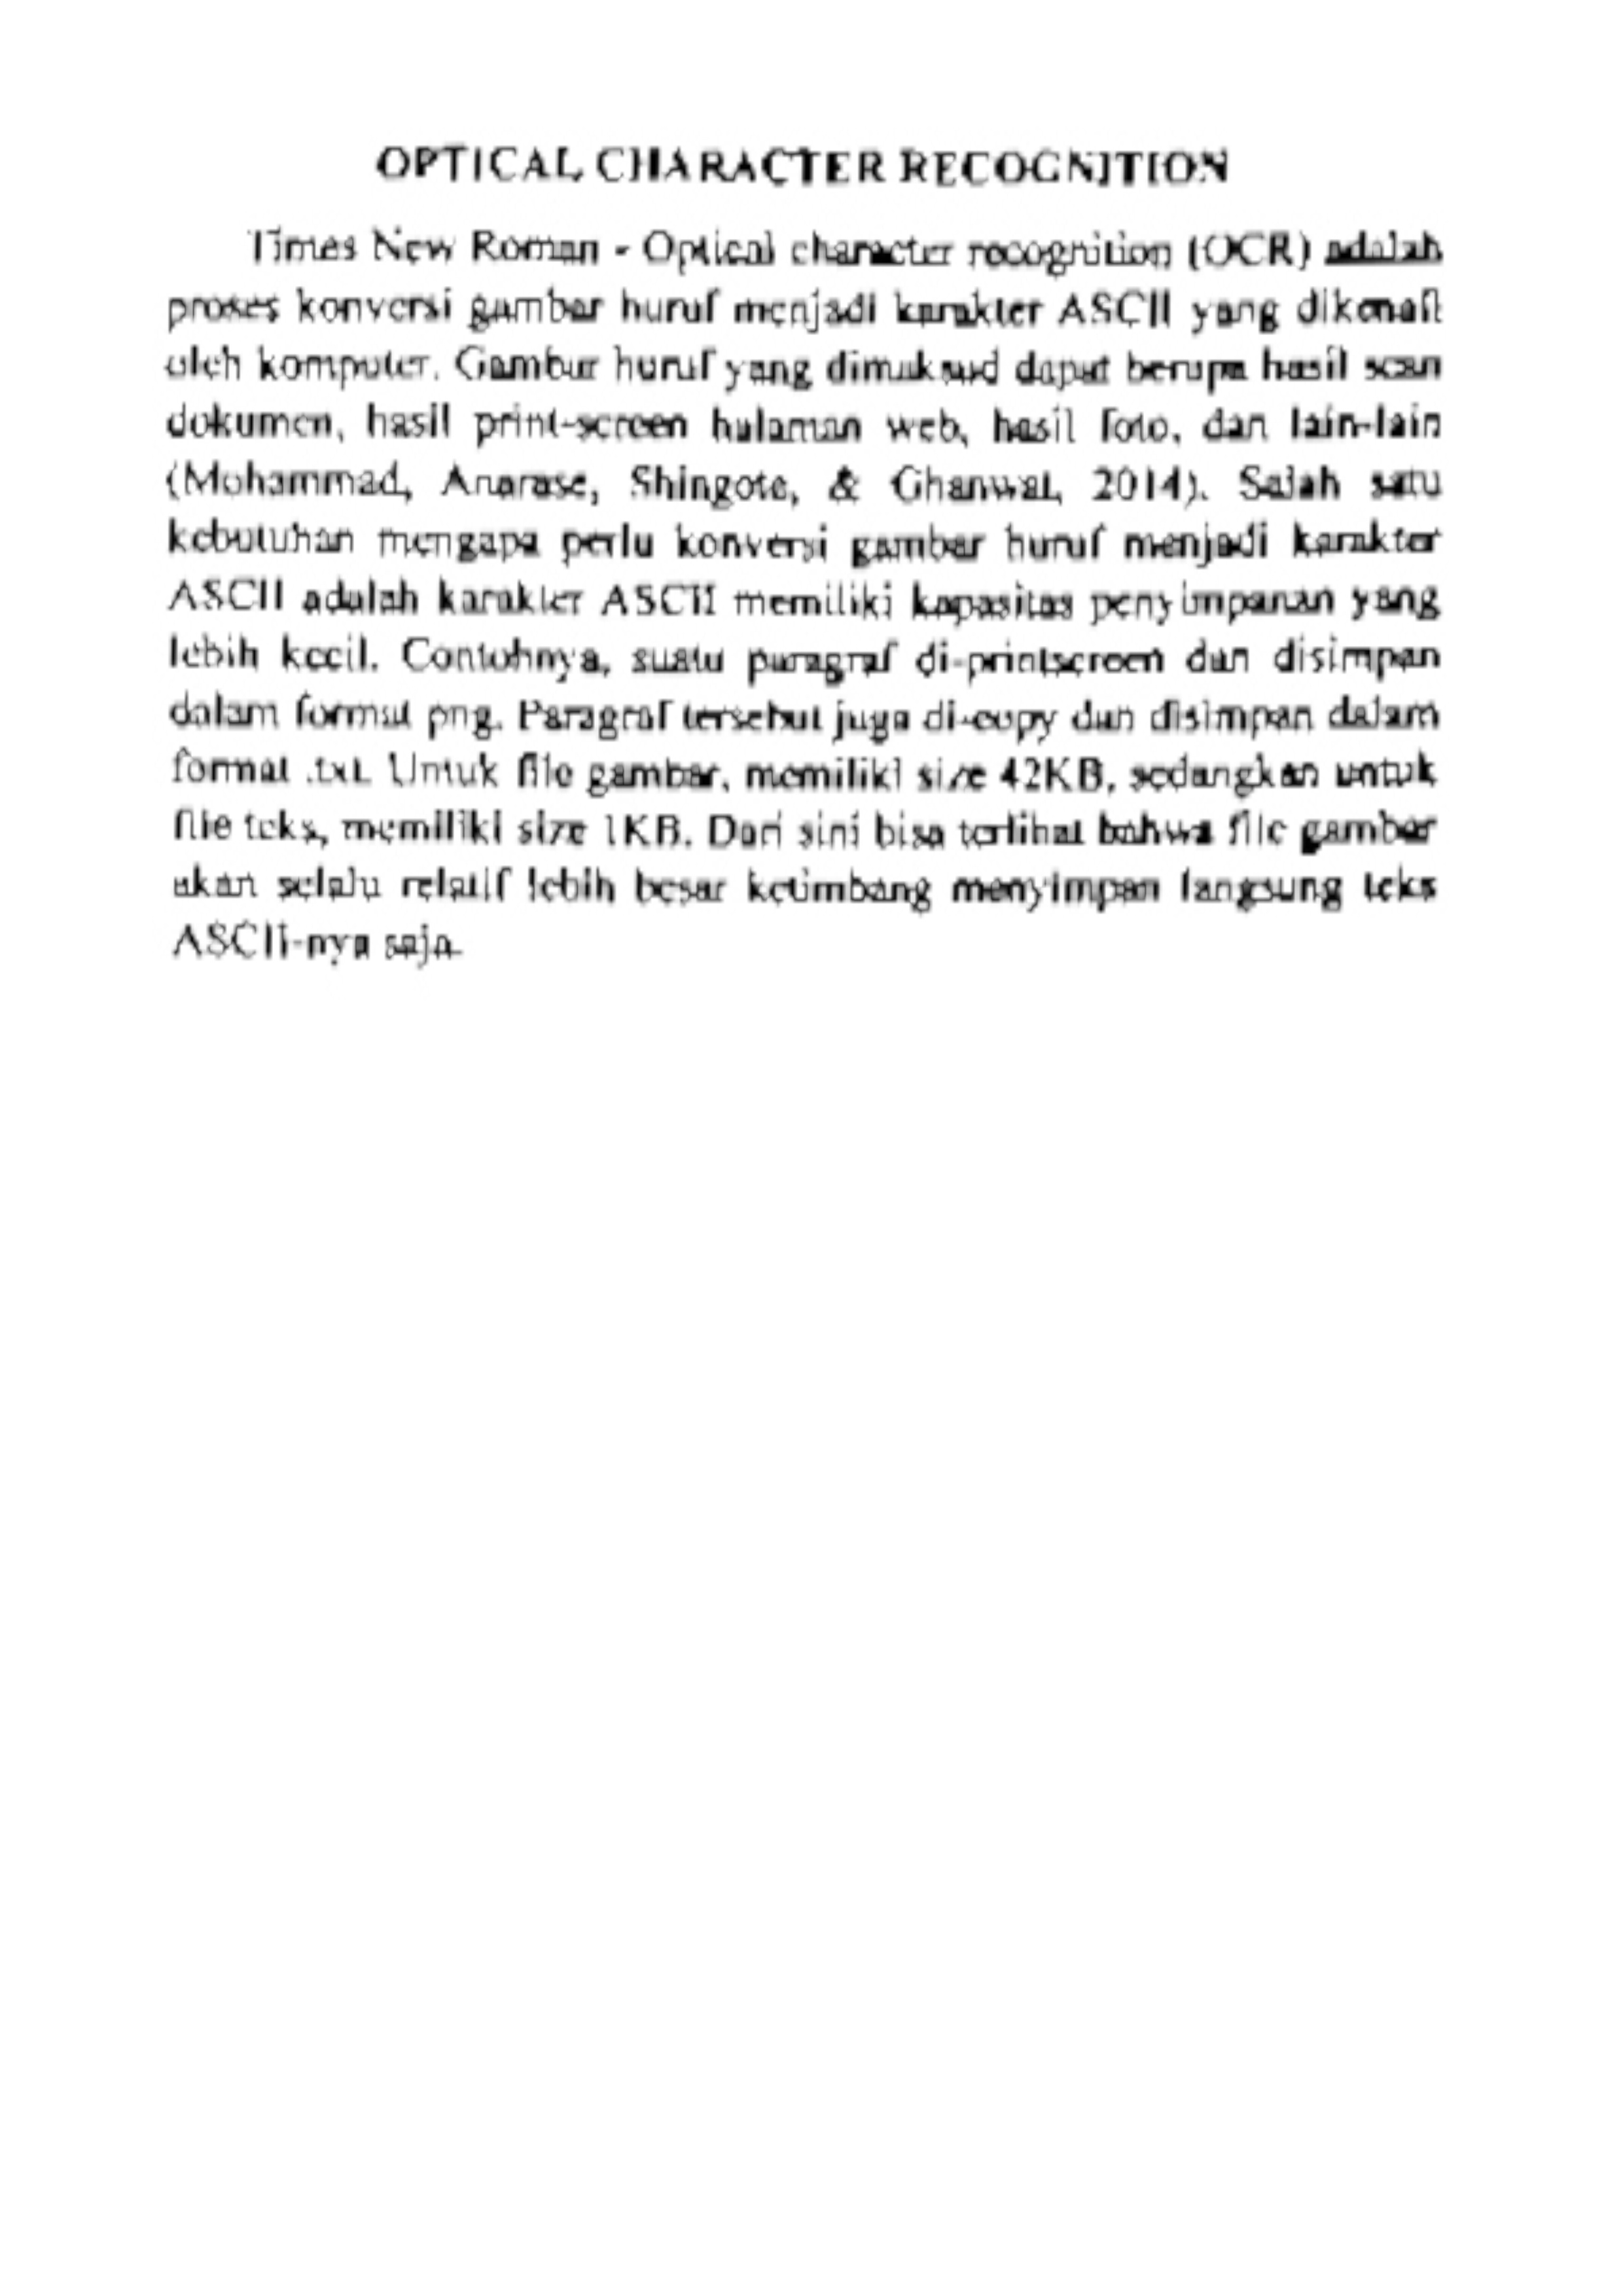 OPTICAL CHARACTER RECOGNITION
Times New Roman - Optical character recognition (OCR) adalah
proses konversi gambar huruf menjadi karakter ASCII yang dikenali
oleh komputer. Gambar huruf yang dimaksud dapat berupa hasil scan
dokumen, hasil print-screen halaman web, hasil foto, dan lain-lain
(Mohammad, Anarase, Shingote, & Ghanwat, 2014). Salah satu
kebutuhan mengapa perlu konversi gambar huruf menjadi karakter
ASCII adalah karakter ASCII memiliki kapasitas penyimpanan yang
lebih kecil. Contohnya, suatu paragraf di-printscreen dan disimpan
dalam format png. Paragraf tersebut juga di-copy dan disimpan dalam
format .txt. Untuk file gambar, memiliki size 42KB, sedangkan untuk
file teks, memiliki size 1KB. Dari sini bisa terlihat bahwa file gambar
akan selalu relatif lebih besar ketimbang menyimpan langsung teks
ASCII-nya saja.